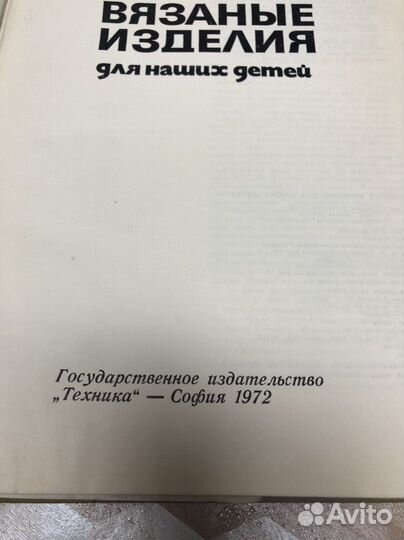 ВЯЗАНЫЕ
ИЗДЕЛИЯ
для наших детей
Государственное издательство
„Техника“ — София 1972
Avito